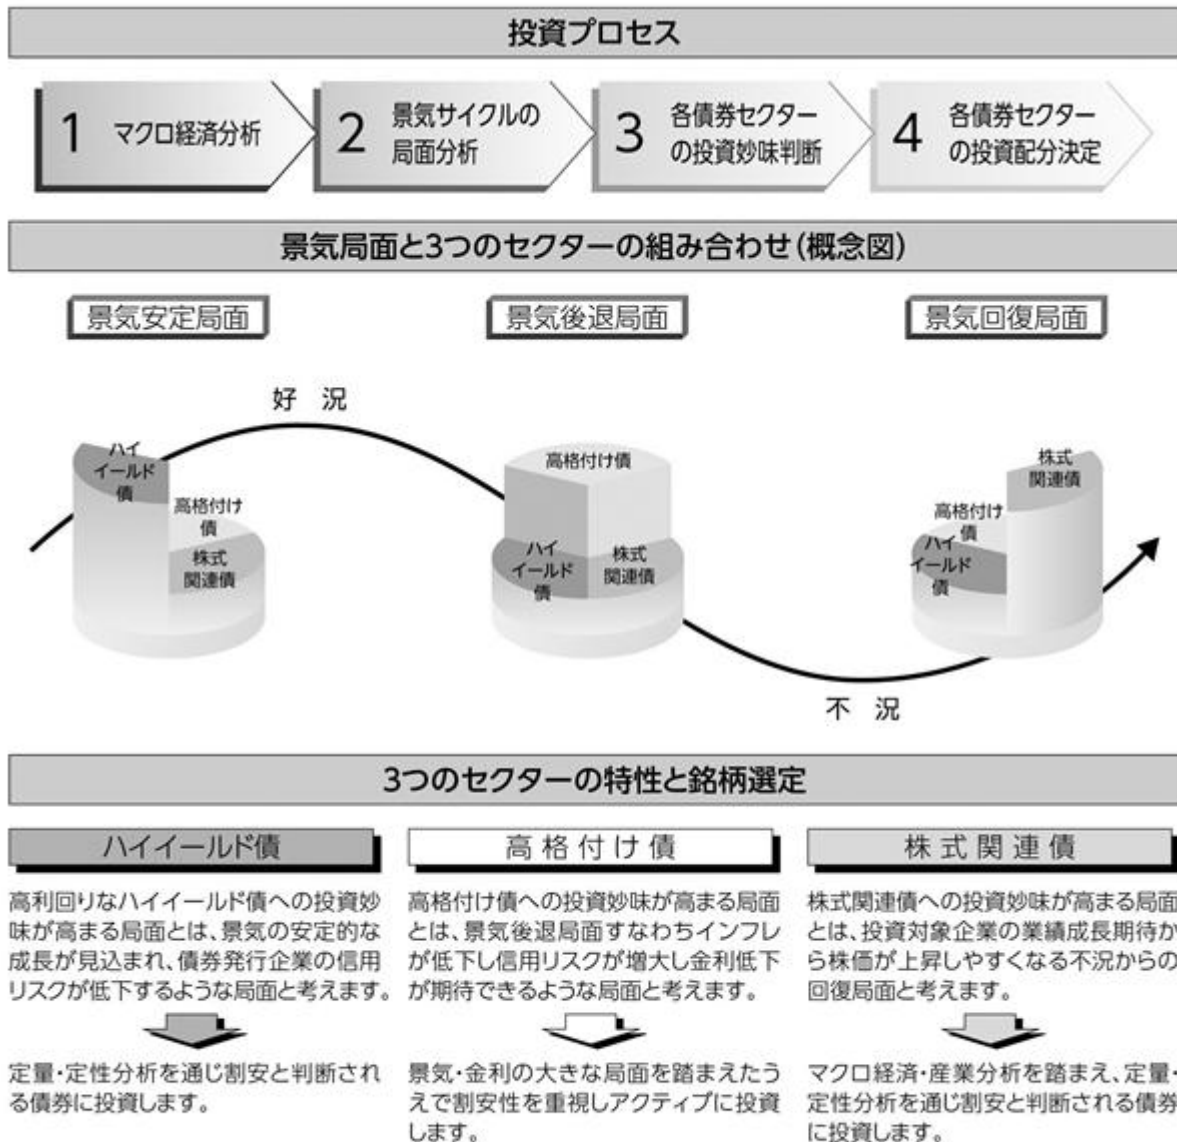 投資プロセス
1 マクロ経済分析
2 景気サイクルの
局面分析
3 各債券セクター
の投資妙味判断
4 各債券セクター
の投資配分決定
景気局面と3つのセクターの組み合わせ(概念図)
景気安定局面
景気後退局面
景気回復局面
好 況
ハイ
イールド
債
高格付け
債
株式
関連債
高格付け債
ハイ
イールド
債
株式
関連債
株式
関連債
高格付け
債
ハイ
イールド
債
不 況
3つのセクターの特性と銘柄選定
ハイイールド債
高利回りなハイイールド債への投資妙
味が高まる局面とは、景気の安定的な
成長が見込まれ、債券発行企業の信用
リスクが低下するような局面と考えます。
定量・定性分析を通じ割安と判断され
る債券に投資します。
高格付け債
高格付け債への投資妙味が高まる局面
とは、景気後退局面すなわちインフレ
が低下し信用リスクが増大し金利低下
が期待できるような局面と考えます。
景気・金利の大きな局面を踏まえたう
えで割安性を重視しアクティブに投資
します。
株式関連債
株式関連債への投資妙味が高まる局面
とは、投資対象企業の業績成長期待か
ら株価が上昇しやすくなる不況からの
回復局面と考えます。
マクロ経済・産業分析を踏まえ、定量・
定性分析を通じ割安と判断される債券
に投資します。